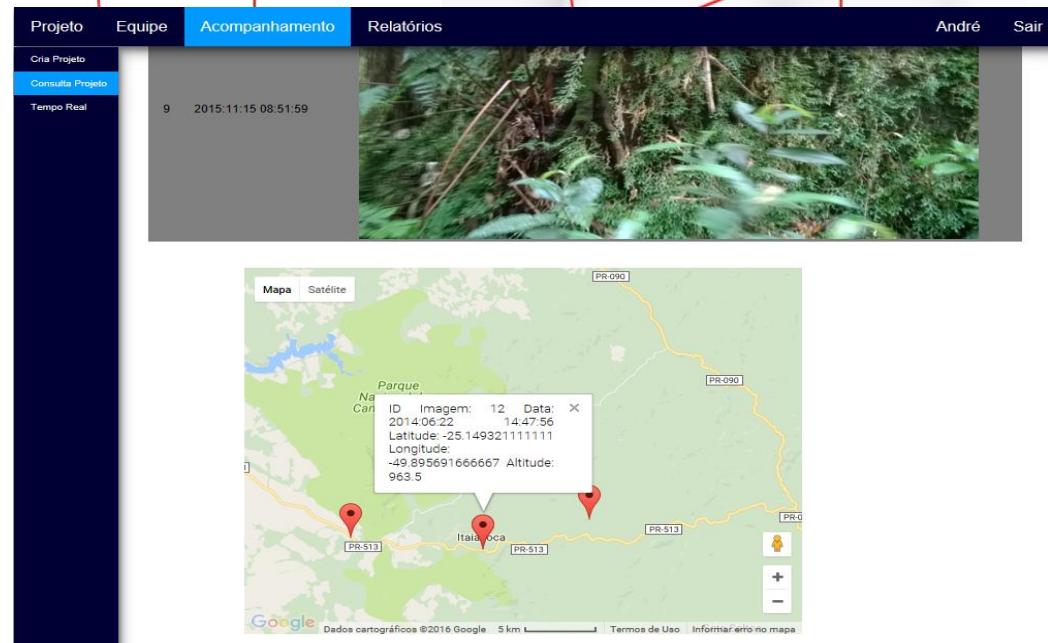 Projeto Equipe Acompanhamento Relatórios André Sair
Cria Projeto
Consulta Projeto
Tempo Real
9 2015:11:15 08:51:59
Mapa Satélite
PR-090
PR-090
Parque
ID Imagem: 12 Data:
2014:06:22 14:47:56
Latitude: -25.149321111111
Longitude:
-49.895691666667 Altitude:
963.5
PR-513
PR-513
PR-513
Google Dados cartográficos ©2016 Google 5 km Termos de Uso Informar erro no mapa